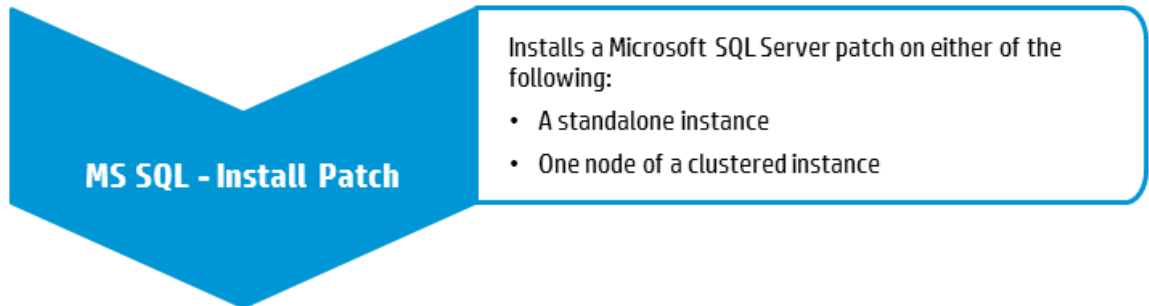 MS SQL - Install Patch
Installs a Microsoft SQL Server patch on either of the
following:
• A standalone instance
• One node of a clustered instance